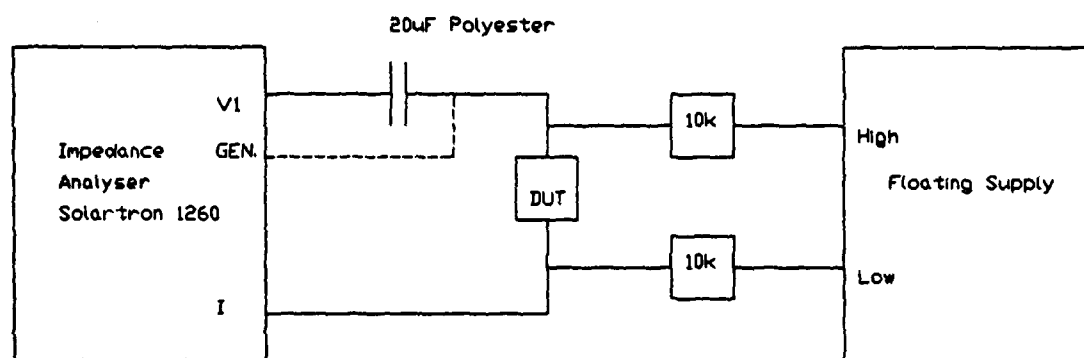 20uF Polyester
V1
GEN.
Impedance
Analyser
Solartron 1260
I
DUT
10k
10k
High
Floating Supply
Low